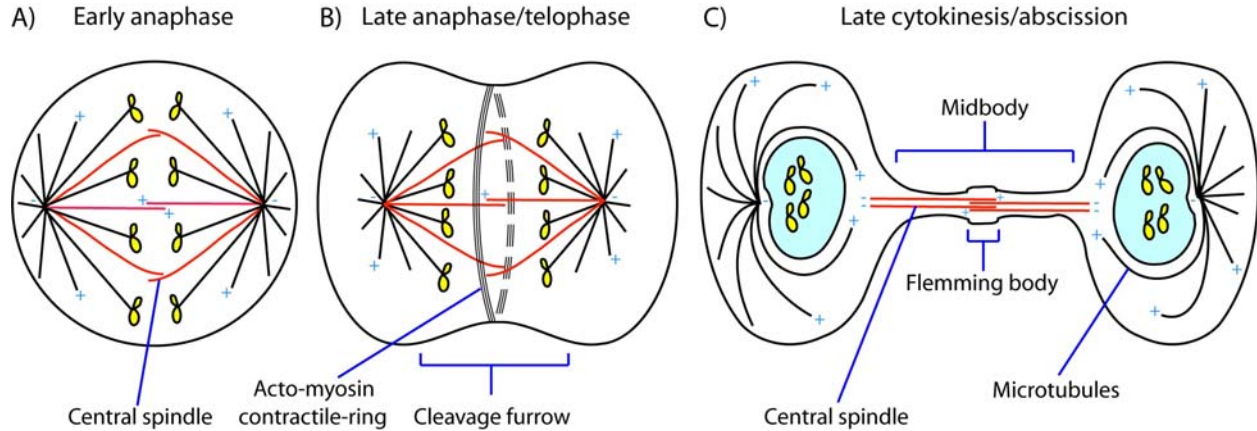 A) Early anaphase
B) Late anaphase/telophase
C) Late cytokinesis/abscission
+ + + + + + - -
+ + + + + - -
+ + + + + + + + - - - - - -
Midbody
Flemming body
Acto-myosin
contractile-ring
Central spindle
Cleavage furrow
Central spindle
Microtubules